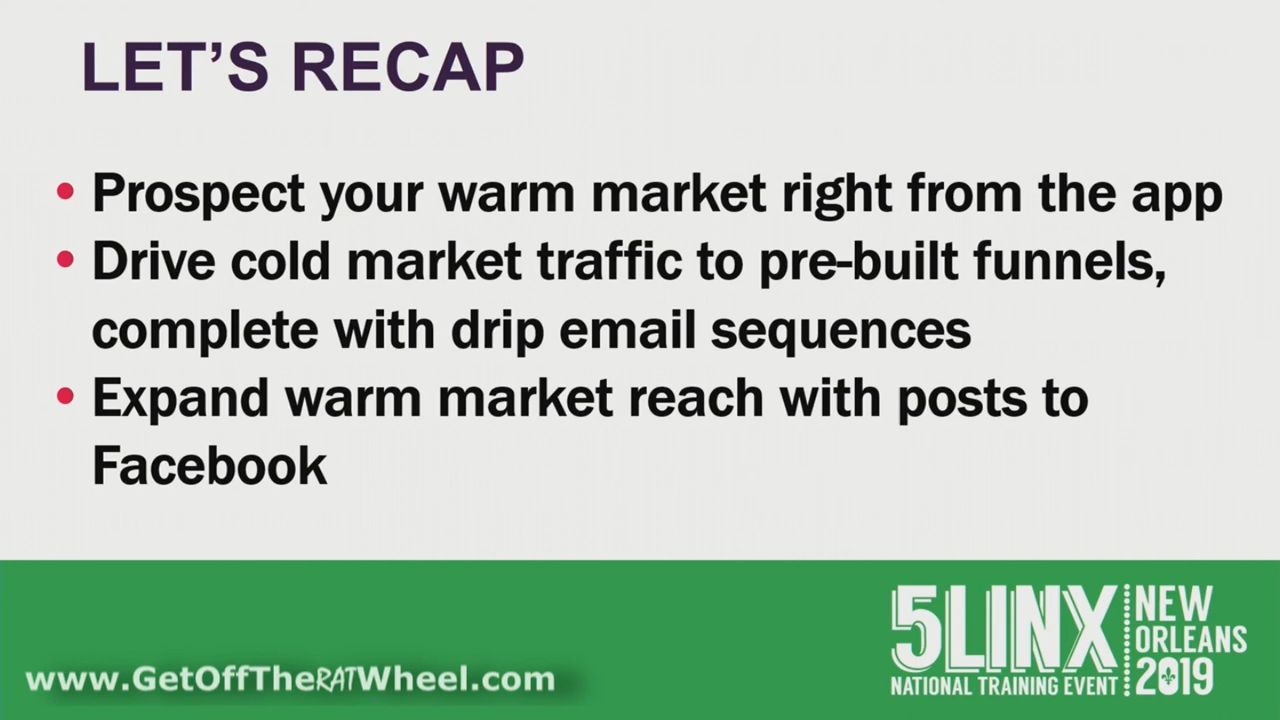 LET’S RECAP
• Prospect your warm market right from the app
• Drive cold market traffic to pre-built funnels,
complete with drip email sequences
• Expand warm market reach with posts to
Facebook
www.GetOffTheRATWheel.com
5LINX
NATIONAL TRAINING EVENT
NEW
ORLEANS
2019